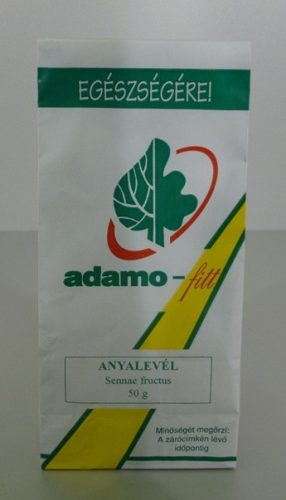 EGÉSZSÉGÉRE!
adamo-fitt
ANYALEVÉL
Sennae fructus
50 g
Minőségét megőrzi:
A zárócímkén lévő
időpontig